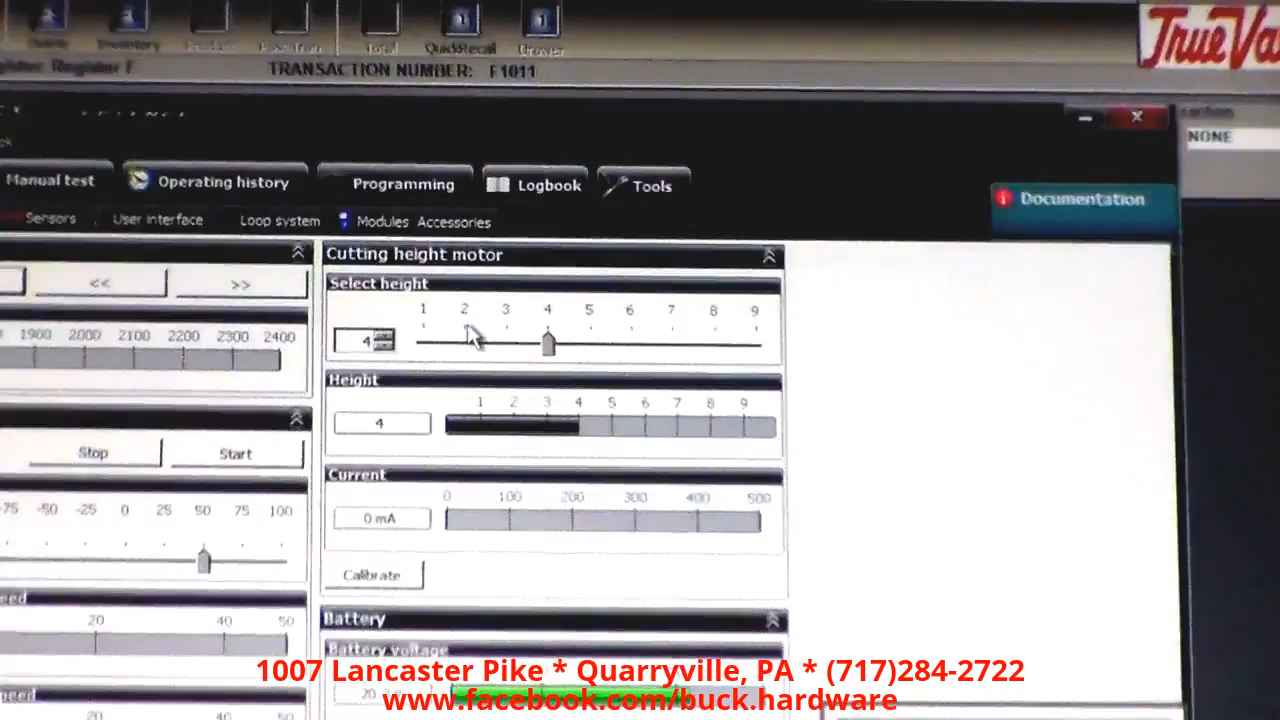 Inventory
Total
QuickRecall
Drawer
True Va
Register F
TRANSACTION NUMBER: F1011
NONE
Manual test
Operating history
Programming
Logbook
Tools
Documentation
Sensors
User interface
Loop system
Modules
Accessories
Cutting height motor
<< >>
Select height
1 2 3 4 5 6 7 8 9
4
1900 2000 2100 2200 2300 2400
Height
1 2 3 4 5 6 7 8 9
4
Stop Start
Current
0 100 200 300 400 500
0 mA
-75 -50 -25 0 25 50 75 100
Calibrate
20 40 50
Battery
Battery voltage
1007 Lancaster Pike * Quarryville, PA * (717)284-2722
www.facebook.com/buck.hardware
20 40 50